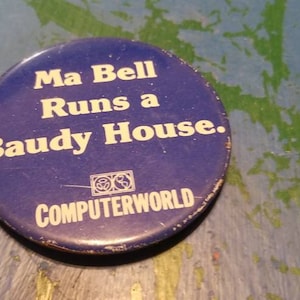 Ma Bell
Runs a
Baudy House.
COMPUTERWORLD